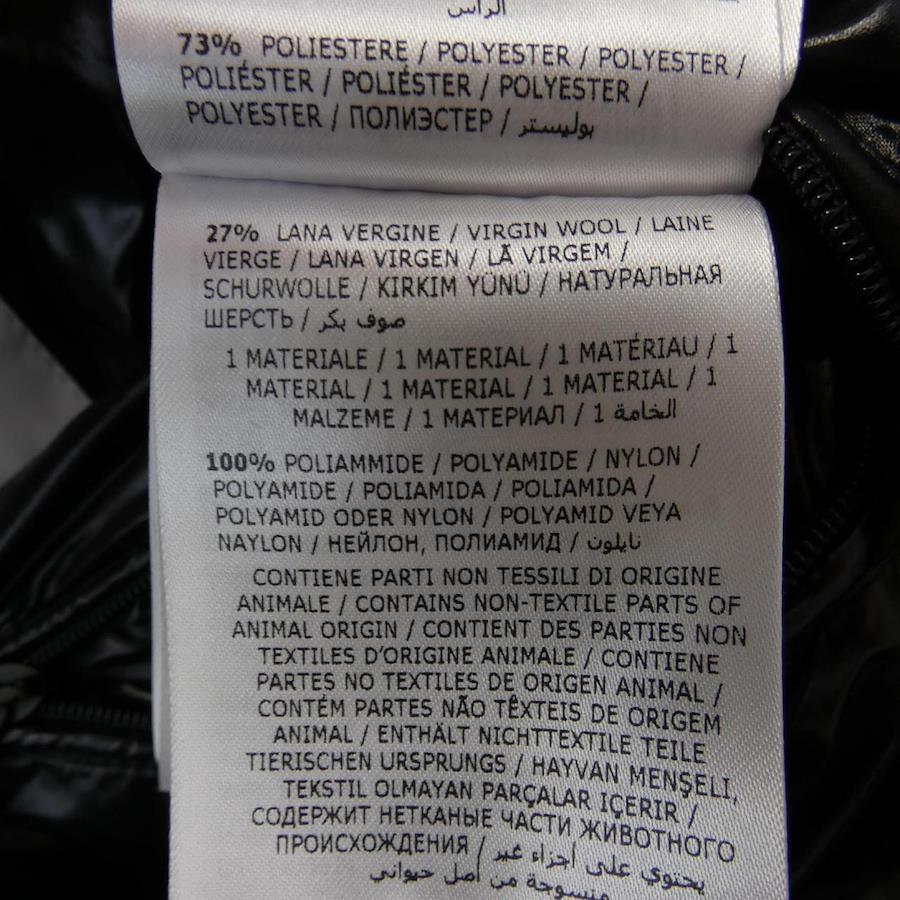 الرأس
73% POLIESTERE / POLYESTER / POLYESTER /
POLIÉSTER / POLIÉSTER / POLYESTER /
POLYESTER / ПОЛИЭСТЕР / بوليستر
27% LANA VERGINE / VIRGIN WOOL / LAINE
VIERGE / LANA VIRGEN / LÃ VIRGEM /
SCHURWOLLE / KIRKIM YÜNÜ / НАТУРАЛЬНАЯ
ШЕРСТЬ / صوف بكر
1 MATERIALE / 1 MATERIAL / 1 MATÉRIAU / 1
MATERIAL / 1 MATERIAL / 1 MATERIAL / 1
MALZEME / 1 МАТЕРИАЛ / 1 الخامة
100% POLIAMMIDE / POLYAMIDE / NYLON /
POLYAMIDE / POLIAMIDA / POLIAMIDA /
POLYAMID ODER NYLON / POLYAMID VEYA
NAYLON / НЕЙЛОН, ПОЛИАМИД / نايلون
CONTIENE PARTI NON TESSILI DI ORIGINE
ANIMALE / CONTAINS NON-TEXTILE PARTS OF
ANIMAL ORIGIN / CONTIENT DES PARTIES NON
TEXTILES D'ORIGINE ANIMALE / CONTIENE
PARTES NO TEXTILES DE ORIGEN ANIMAL /
CONTÉM PARTES NÃO TÊXTEIS DE ORIGEM
ANIMAL / ENTHÄLT NICHTTEXTILE TEILE
TIERISCHEN URSPRUNGS / HAYVAN MENŞELİ,
TEKSTIL OLMAYAN PARÇALAR IÇERIR /
СОДЕРЖИТ НЕТКАНЫЕ ЧАСТИ ЖИВОТНОГО
ПРОИСХОЖДЕНИЯ / يحتوي على أجزاء غير
منسوجة من أصل حيواني